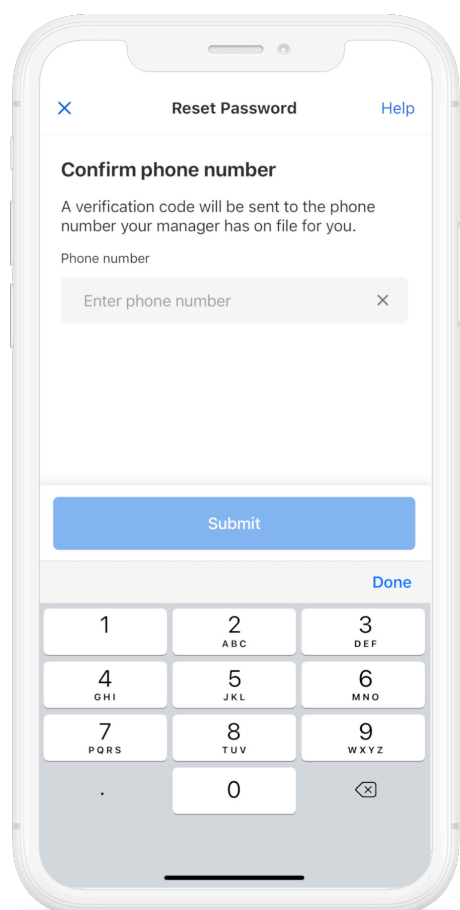 Reset Password
Help
Confirm phone number
A verification code will be sent to the phone
number your manager has on file for you.
Phone number
Enter phone number
Submit
Done
1
2
ABC
3
DEF
4
GHI
5
JKL
6
MNO
7
PQRS
8
TUV
9
WXYZ
.
0